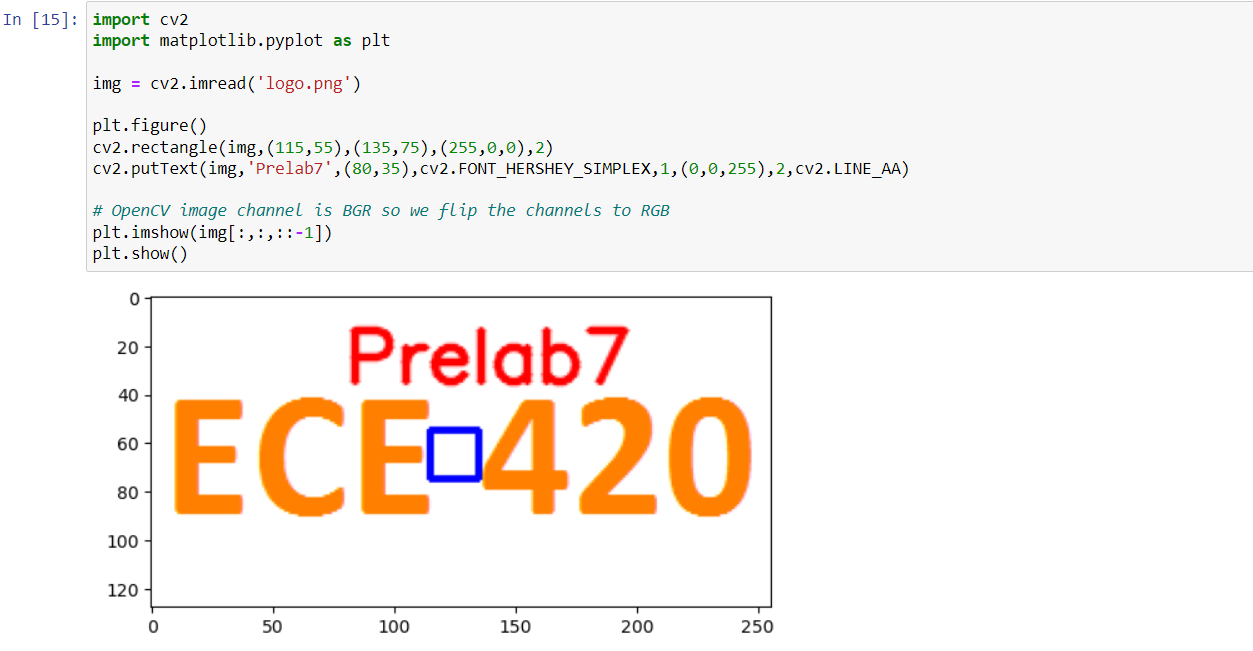 In [15]: import cv2
import matplotlib.pyplot as plt
img = cv2.imread('logo.png')
plt.figure()
cv2.rectangle(img,(115,55),(135,75),(255,0,0),2)
cv2.putText(img,'Prelab7',(80,35),cv2.FONT_HERSHEY_SIMPLEX,1,(0,0,255),2,cv2.LINE_AA)
# OpenCV image channel is BGR so we flip the channels to RGB
plt.imshow(img[:,:,::-1])
plt.show()
0
20
40
60
80
100
120
Prelab7
ECE 420
0 50 100 150 200 250